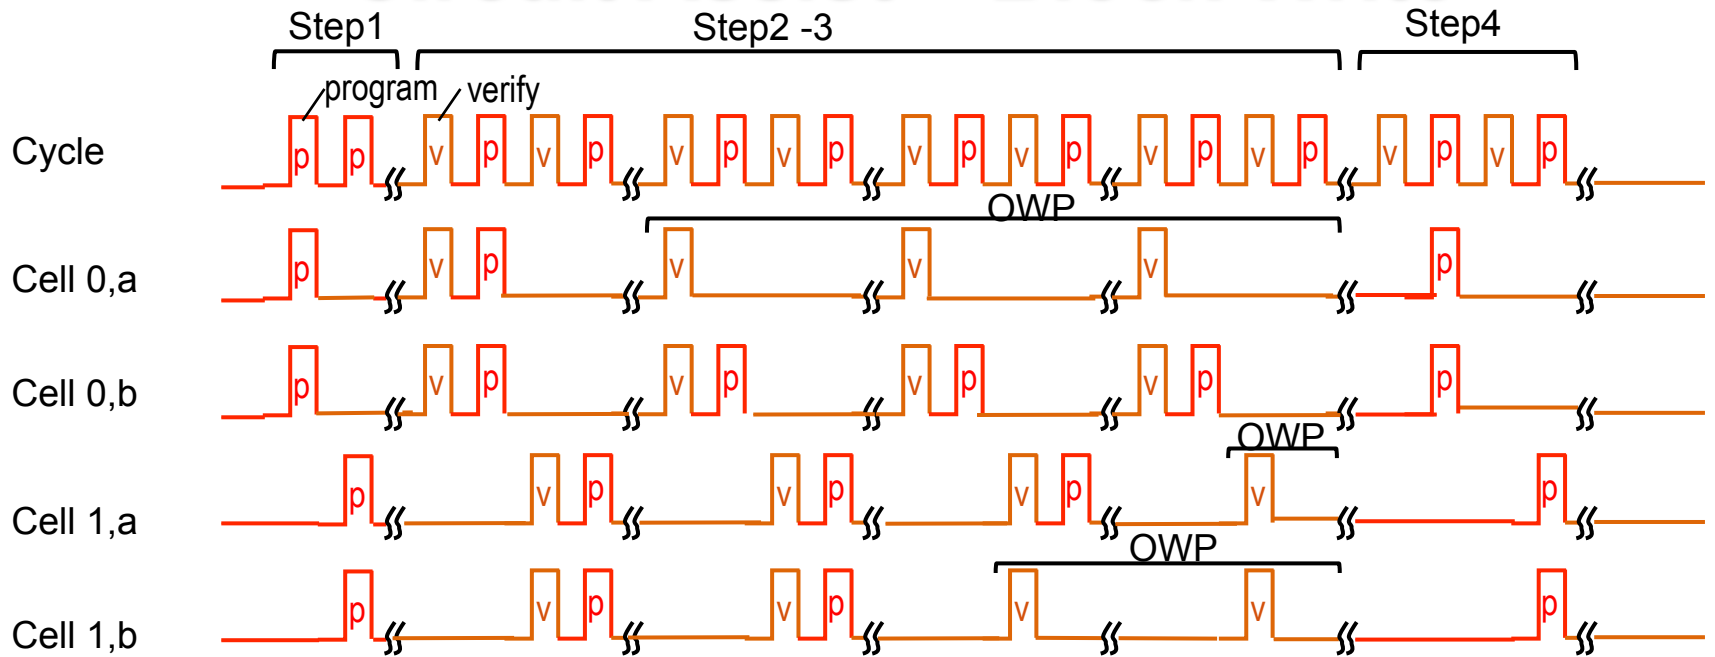 Step1 Step2 -3 Step4
program verify
Cycle p p v p v p v p v p v p v p v p v p v p v p
OWP
Cell 0,a p v p v v v p
Cell 0,b p v p v p v p v p p
OWP
Cell 1,a p v p v p v p v p
OWP
Cell 1,b p v p v p v v p